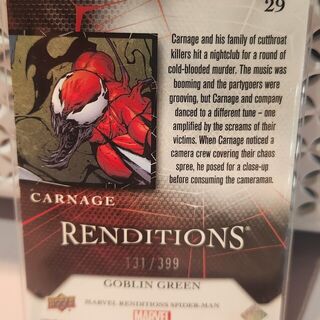 29
Carnage and his family of cutthroat
killers hit a nightclub for a round of
cold-blooded murder. The music was
booming and the partygoers were
grooving, but Carnage and company
danced to a different tune – one
amplified by the screams of their
victims. When Carnage noticed a
camera crew covering their chaos
spree, he posed for a close-up
before consuming the cameraman.
CARNAGE
RENDITIONS®
131/399
GOBLIN GREEN
MARVEL RENDITIONS SPIDER-MAN
UPPER DECK
MARVEL